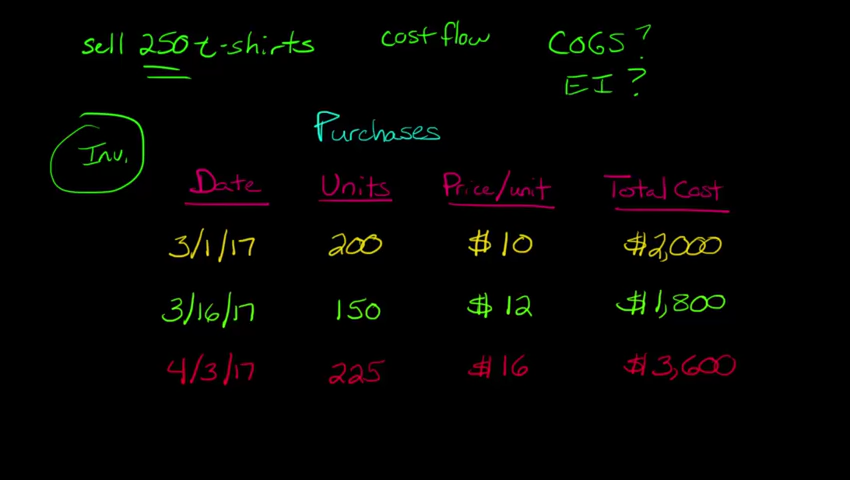 sell 250 t-shirts cost flow COGS?
EI?
Purchases
Inv.
Date Units Price/unit Total Cost
3/1/17 200 $10 $2,000
3/16/17 150 $12 $1,800
4/3/17 225 $16 $3,600